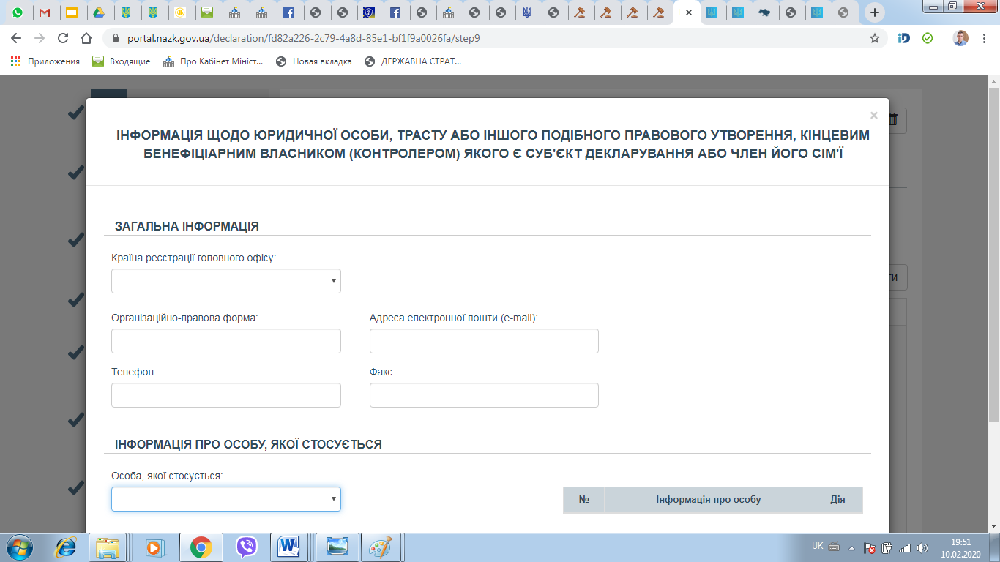 portal.nazk.gov.ua/declaration/fd82a226-2c79-4a8d-85e1-bf1f9a0026fa/step9
Приложения Входящие Про Кабінет Мініст... Новая вкладка ДЕРЖАВНА СТРАТ...
×
ІНФОРМАЦІЯ ЩОДО ЮРИДИЧНОЇ ОСОБИ, ТРАСТУ АБО ІНШОГО ПОДІБНОГО ПРАВОВОГО УТВОРЕННЯ, КІНЦЕВИМ
БЕНЕФІЦІАРНИМ ВЛАСНИКОМ (КОНТРОЛЕРОМ) ЯКОГО Є СУБ'ЄКТ ДЕКЛАРУВАННЯ АБО ЧЛЕН ЙОГО СІМ'Ї
ЗАГАЛЬНА ІНФОРМАЦІЯ
Країна реєстрації головного офісу:
Організаційно-правова форма: Адреса електронної пошти (e-mail):
Телефон: Факс:
ІНФОРМАЦІЯ ПРО ОСОБУ, ЯКОЇ СТОСУЄТЬСЯ
Особа, якої стосується:
№ Інформація про особу Дія
UK 19:51
10.02.2020